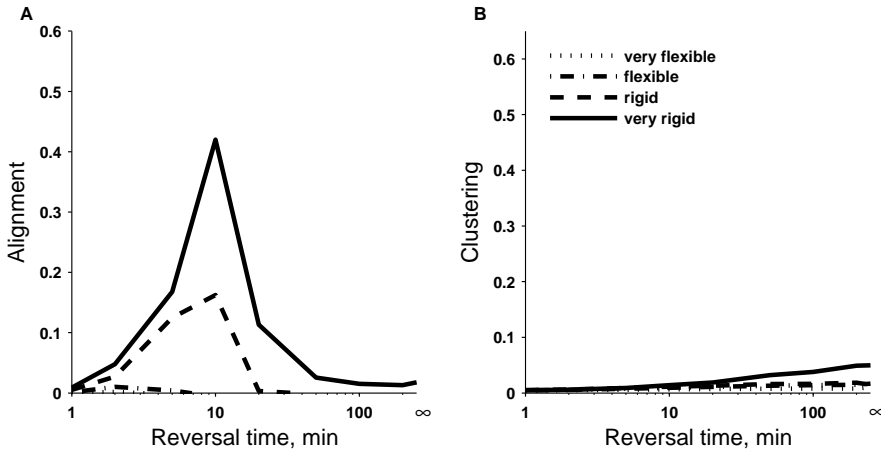 A
0.6
0.5
0.4
0.3
0.2
0.1
0
Alignment
1
10
100
∞
Reversal time, min
B
0.6
0.5
0.4
0.3
0.2
0.1
0
Clustering
very flexible
flexible
rigid
very rigid
1
10
100
∞
Reversal time, min